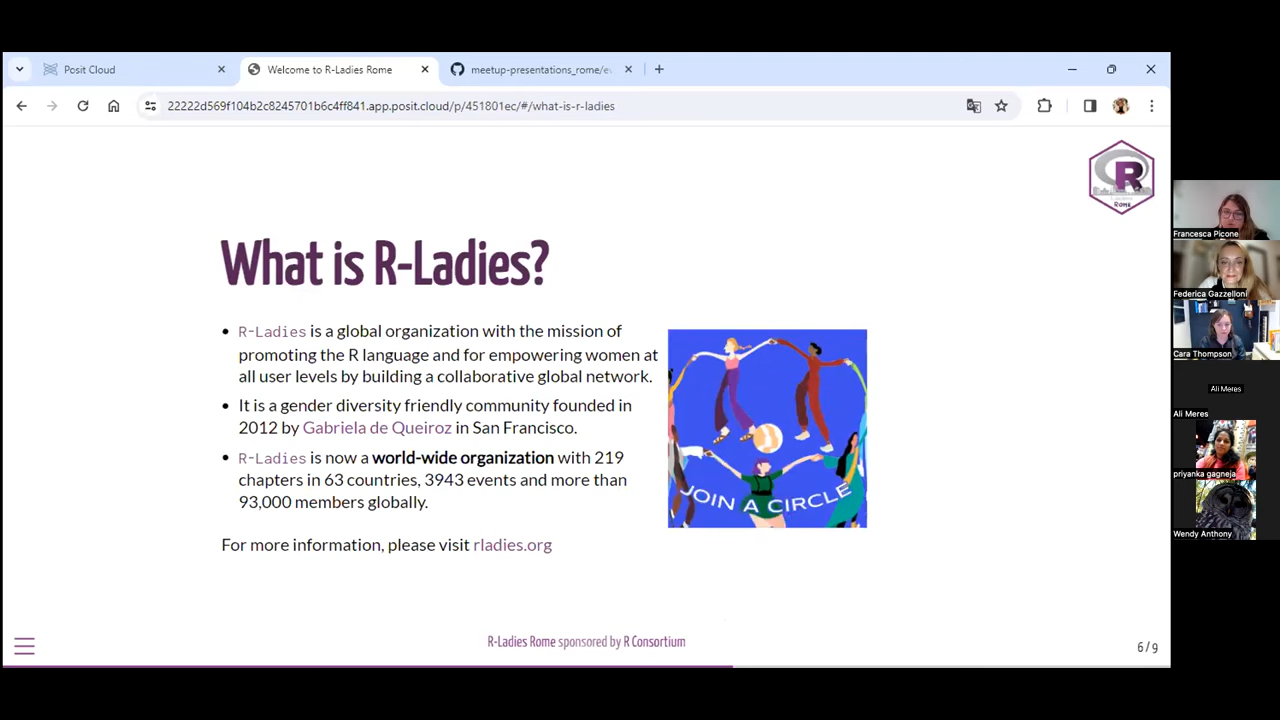 Posit Cloud
Welcome to R-Ladies Rome
meetup-presentations_rome/ev
22222d569f104b2c8245701b6c4ff841.app.posit.cloud/p/451801ec/#/what-is-r-ladies
R
ROME
What is R-Ladies?
R-Ladies is a global organization with the mission of
promoting the R language and for empowering women at
all user levels by building a collaborative global network.
It is a gender diversity friendly community founded in
2012 by Gabriela de Queiroz in San Francisco.
R-Ladies is now a world-wide organization with 219
chapters in 63 countries, 3943 events and more than
93,000 members globally.
For more information, please visit rladies.org
JOIN A CIRCLE
R-Ladies Rome sponsored by R Consortium
6 / 9
Francesca Picone
Federica Gazzelloni
Cara Thompson
Ali Meres
Ali Meres
priyanka gagneja
Wendy Anthony